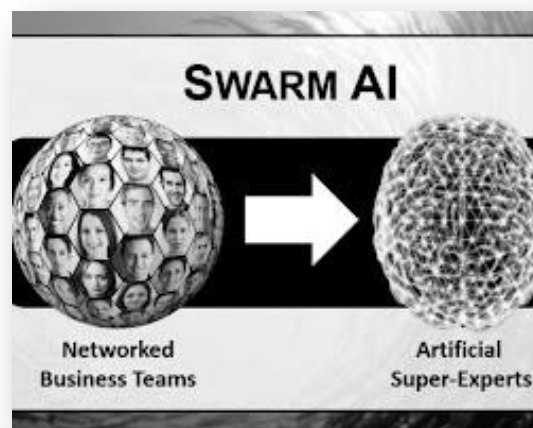 SWARM AI
Networked
Business Teams
Artificial
Super-Experts